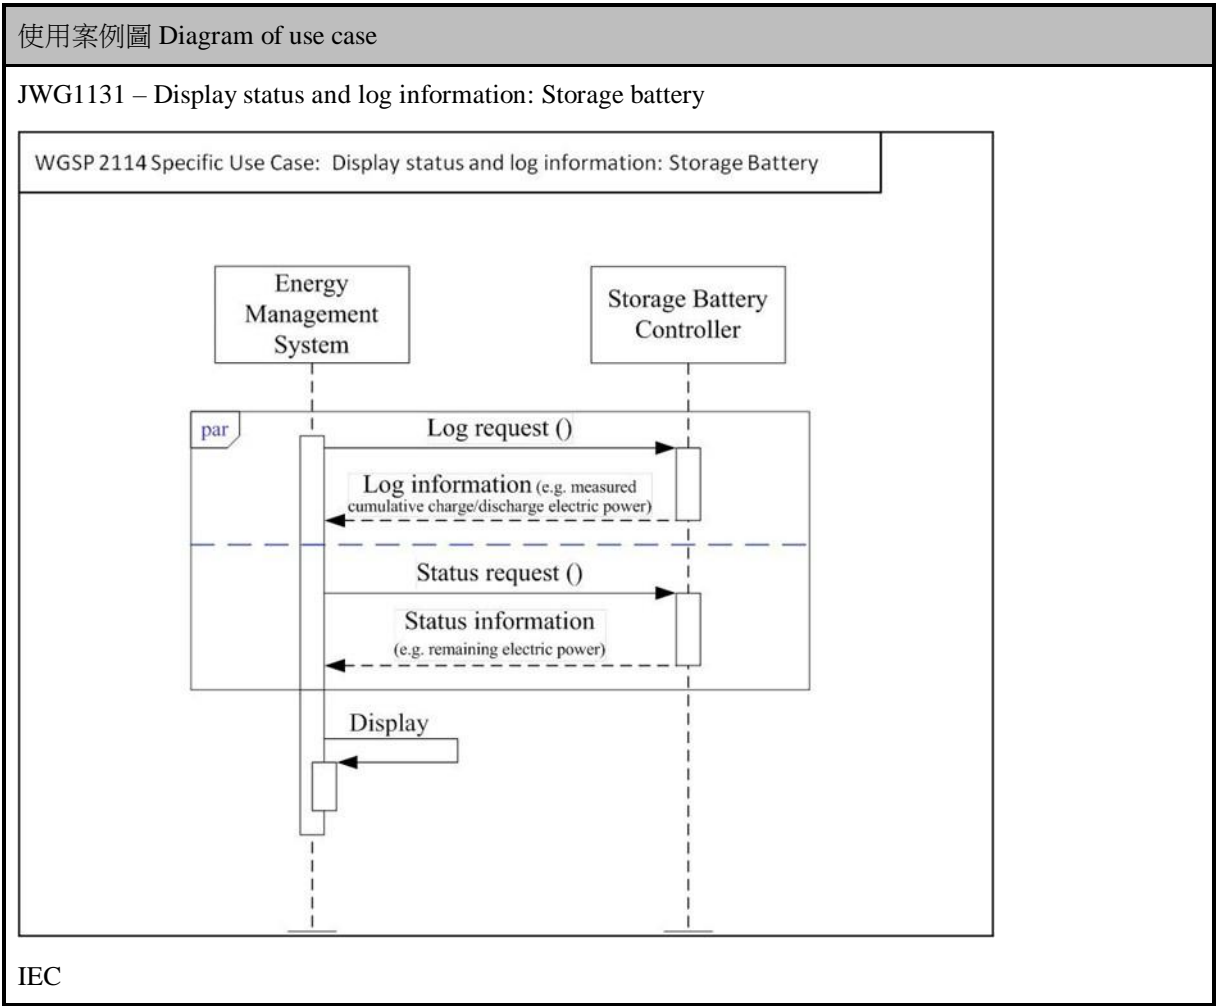 使用案例圖 Diagram of use case
JWG1131 – Display status and log information: Storage battery
WGSP 2114 Specific Use Case: Display status and log information: Storage Battery
Energy
Management
System
Storage Battery
Controller
par
Log request ()
Log information (e.g. measured
cumulative charge/discharge electric power)
Status request ()
Status information
(e.g. remaining electric power)
Display
IEC